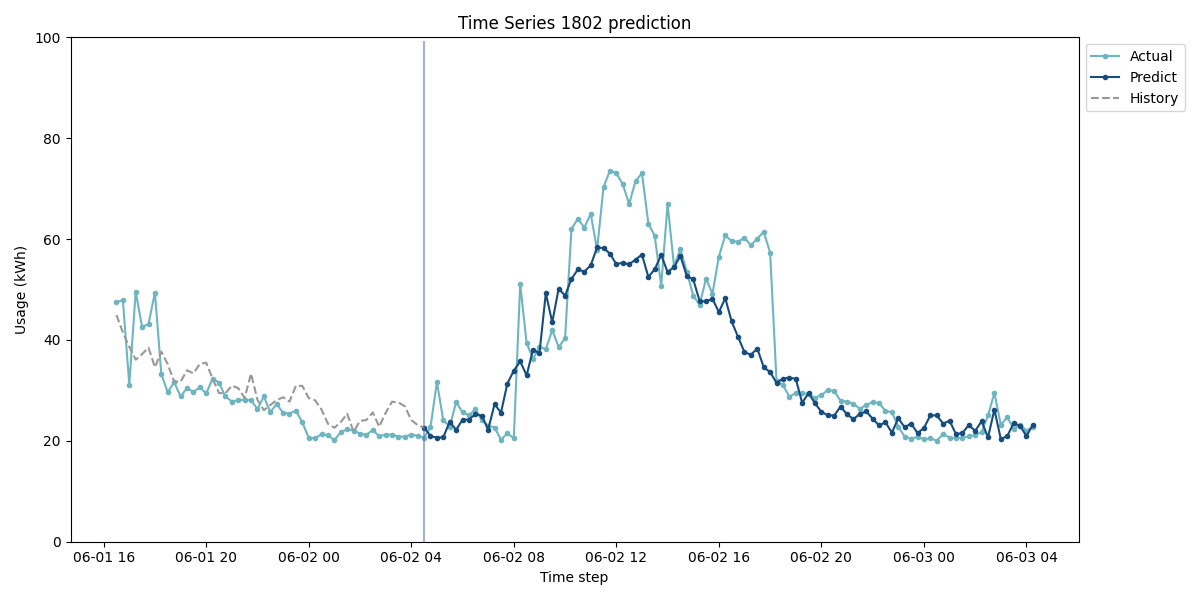 Time Series 1802 prediction
100
80
60
40
20
0
Usage (kWh)
06-01 16
06-01 20
06-02 00
06-02 04
06-02 08
06-02 12
06-02 16
06-02 20
06-03 00
06-03 04
Time step
Actual
Predict
History